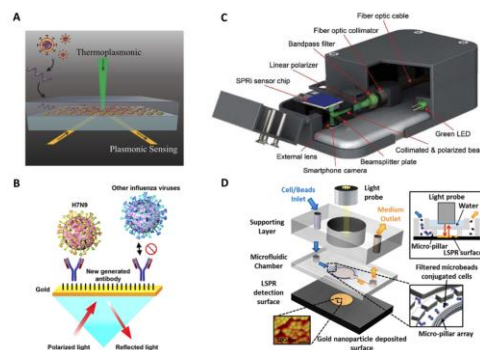 A
Thermoplasmonic
Plasmonic Sensing
B
H7N9
Other influenza viruses
New generated
antibody
Gold
Polarized light
Reflected light
C
Fiber optic cable
Fiber optic collimator
Bandpass filter
Linear polarizer
SPRi sensor chip
Green LED
Collimated & polarized bea
Beamsplitter plate
External lens
Smartphone camera
D
Cell/Beads
Inlet
Light
probe
Medium
Outlet
Supporting
Layer
Microfluidic
Chamber
LSPR
detection
surface
Gold nanoparticle deposited
surface
Light probe
Water
Micro-pillar
LSPR surface
Filtered microbeads
conjugated cells
Micro-pillar array